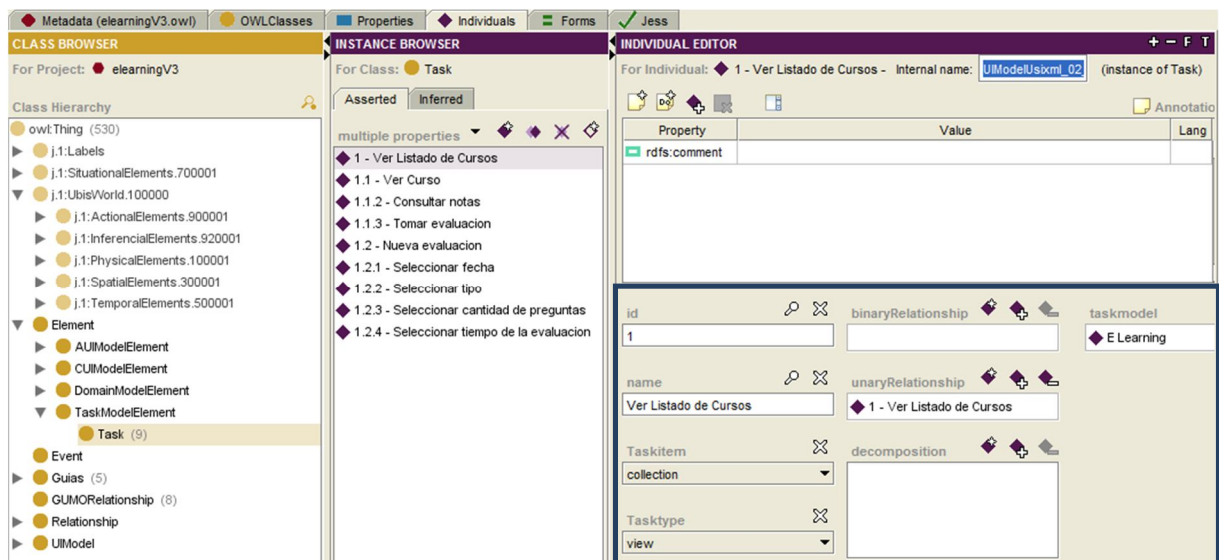 Metadata (elearningV3.owl)
OWLClasses
Properties
Individuals
Forms
Jess
CLASS BROWSER
For Project: elearningV3
Class Hierarchy
owl:Thing (530)
j.1:Labels
j.1:SituationalElements.700001
j.1:UbisWorld.100000
j.1:ActionalElements.900001
j.1:InferencialElements.920001
j.1:PhysicalElements.100001
j.1:SpatialElements.300001
j.1:TemporalElements.500001
Element
AUIModelElement
CUIModelElement
DomainModelElement
TaskModelElement
Task (9)
Event
Guias (5)
GUMORelationship (8)
Relationship
UIModel
INSTANCE BROWSER
For Class: Task
Asserted
Inferred
multiple properties
1 - Ver Listado de Cursos
1.1 - Ver Curso
1.1.2 - Consultar notas
1.1.3 - Tomar evaluacion
1.2 - Nueva evaluacion
1.2.1 - Seleccionar fecha
1.2.2 - Seleccionar tipo
1.2.3 - Seleccionar cantidad de preguntas
1.2.4 - Seleccionar tiempo de la evaluacion
INDIVIDUAL EDITOR
+ - F T
For Individual: 1 - Ver Listado de Cursos - Internal name: UIModelUsixml_02 (instance of Task)
Annotatio
Property Value Lang
rdfs:comment
id
1
name
Ver Listado de Cursos
Taskitem
collection
Tasktype
view
binaryRelationship
unaryRelationship
1 - Ver Listado de Cursos
decomposition
taskmodel
E Learning